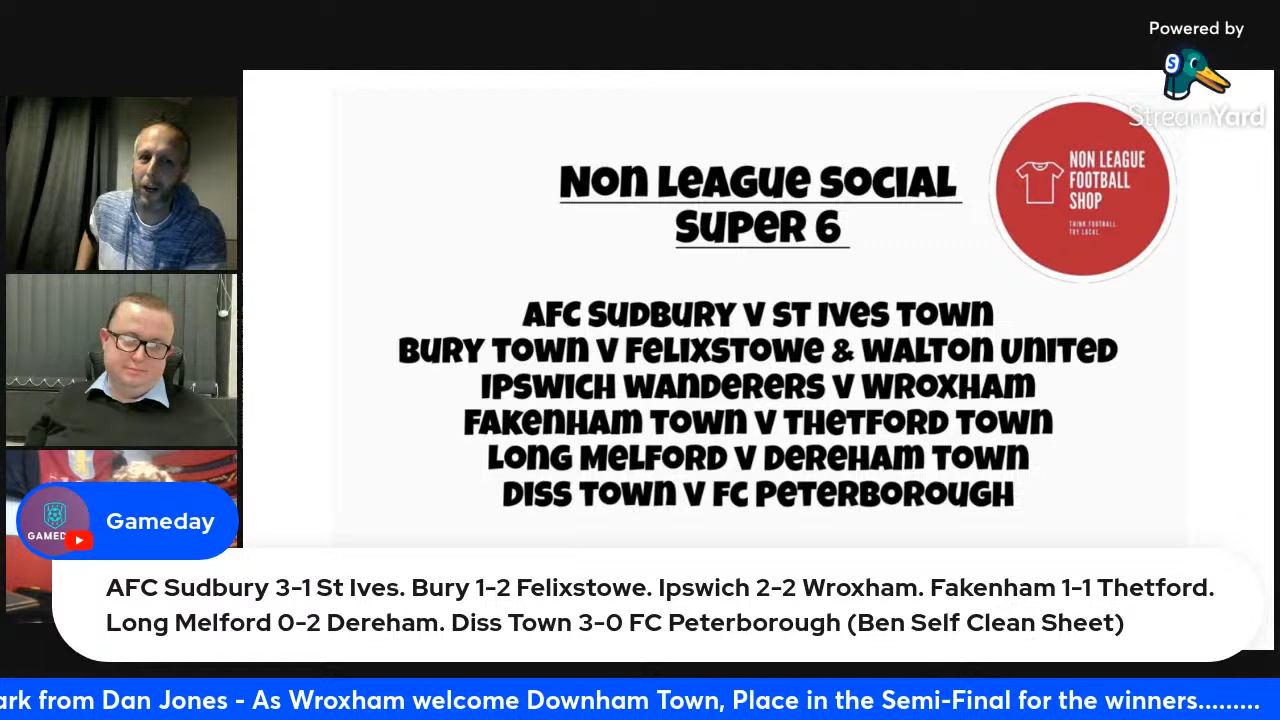 Powered by
StreamYard
NON LEAGUE
FOOTBALL
SHOP
THINK FOOTBALL.
TRY LOCAL.
Non League Social
Super 6
AFC Sudbury v St Ives Town
Bury Town v Felixstowe & Walton United
Ipswich Wanderers v Wroxham
Fakenham Town v Thetford Town
Long Melford v Dereham Town
Diss Town v FC Peterborough
GAMED
Gameday
AFC Sudbury 3-1 St Ives. Bury 1-2 Felixstowe. Ipswich 2-2 Wroxham. Fakenham 1-1 Thetford.
Long Melford 0-2 Dereham. Diss Town 3-0 FC Peterborough (Ben Self Clean Sheet)
ark from Dan Jones - As Wroxham welcome Downham Town, Place in the Semi-Final for the winners.........